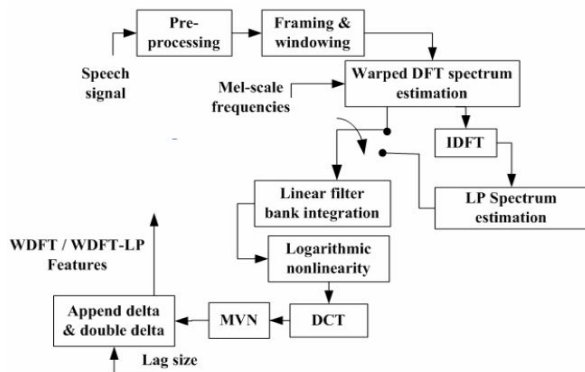 Pre-
processing
Framing &
windowing
Speech
signal
Mel-scale
frequencies
Warped DFT spectrum
estimation
IDFT
LP Spectrum
estimation
Linear filter
bank integration
Logarithmic
nonlinearity
DCT
MVN
Append delta
& double delta
Lag size
WDFT / WDFT-LP
Features